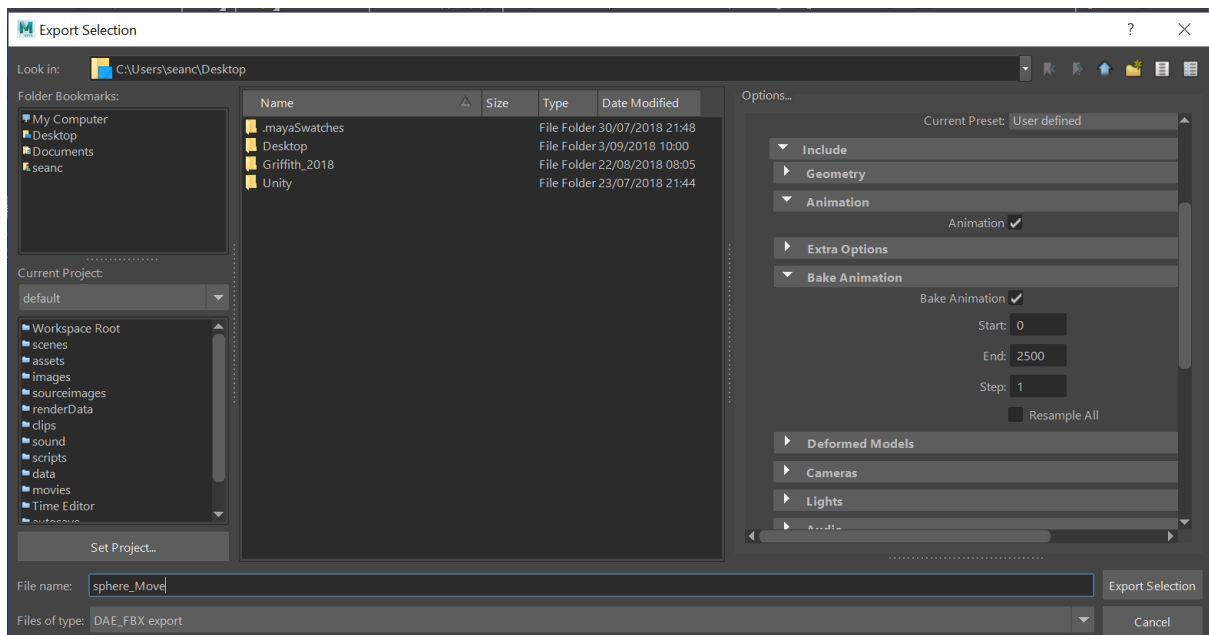 Export Selection
?
Look in:
C:\Users\seanc\Desktop
Folder Bookmarks:
My Computer
Desktop
Documents
seanc
Name Size Type Date Modified
.mayaSwatches File Folder 30/07/2018 21:48
Desktop File Folder 3/09/2018 10:00
Griffith_2018 File Folder 22/08/2018 08:05
Unity File Folder 23/07/2018 21:44
Current Project:
default
Workspace Root
scenes
assets
images
sourceimages
renderData
clips
sound
scripts
data
movies
Time Editor
autosave
Set Project...
Options...
Current Preset: User defined
Include
Geometry
Animation
Animation
Extra Options
Bake Animation
Bake Animation
Start: 0
End: 2500
Step: 1
Resample All
Deformed Models
Cameras
Lights
Audio
File name: sphere_Move
Export Selection
Files of type: DAE_FBX export
Cancel